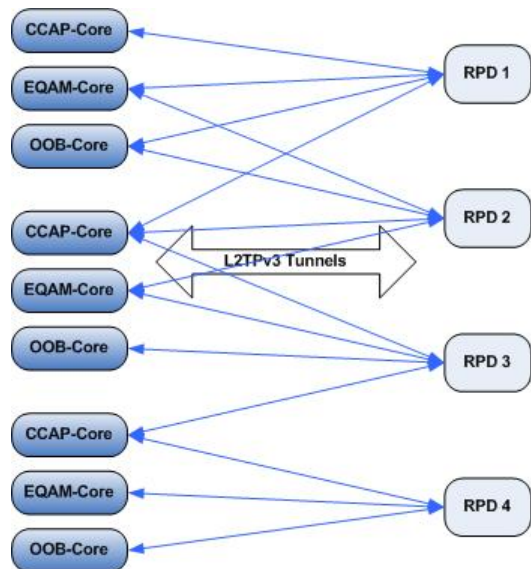 CCAP-Core
EQAM-Core
OOB-Core
CCAP-Core
EQAM-Core
OOB-Core
CCAP-Core
EQAM-Core
OOB-Core
L2TPv3 Tunnels
RPD 1
RPD 2
RPD 3
RPD 4